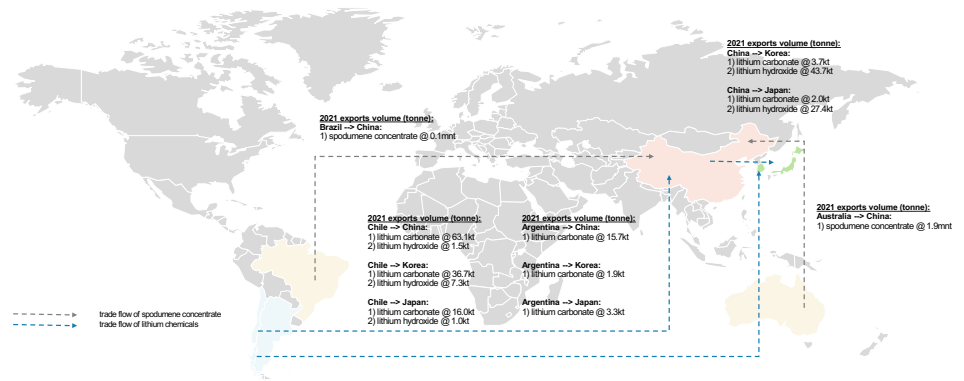 2021 exports volume (tonne):
China --> Korea:
1) lithium carbonate @ 3.7kt
2) lithium hydroxide @ 43.7kt
China --> Japan:
1) lithium carbonate @ 2.0kt
2) lithium hydroxide @ 27.4kt
2021 exports volume (tonne):
Brazil --> China:
1) spodumene concentrate @ 0.1mnt
2021 exports volume (tonne):
Chile --> China:
1) lithium carbonate @ 63.1kt
2) lithium hydroxide @ 1.5kt
Chile --> Korea:
1) lithium carbonate @ 36.7kt
2) lithium hydroxide @ 7.3kt
Chile --> Japan:
1) lithium carbonate @ 16.0kt
2) lithium hydroxide @ 1.0kt
2021 exports volume (tonne):
Argentina --> China:
1) lithium carbonate @ 15.7kt
Argentina --> Korea:
1) lithium carbonate @ 1.9kt
Argentina --> Japan:
1) lithium carbonate @ 3.3kt
2021 exports volume (tonne):
Australia --> China:
1) spodumene concentrate @ 1.9mnt
trade flow of spodumene concentrate
trade flow of lithium chemicals